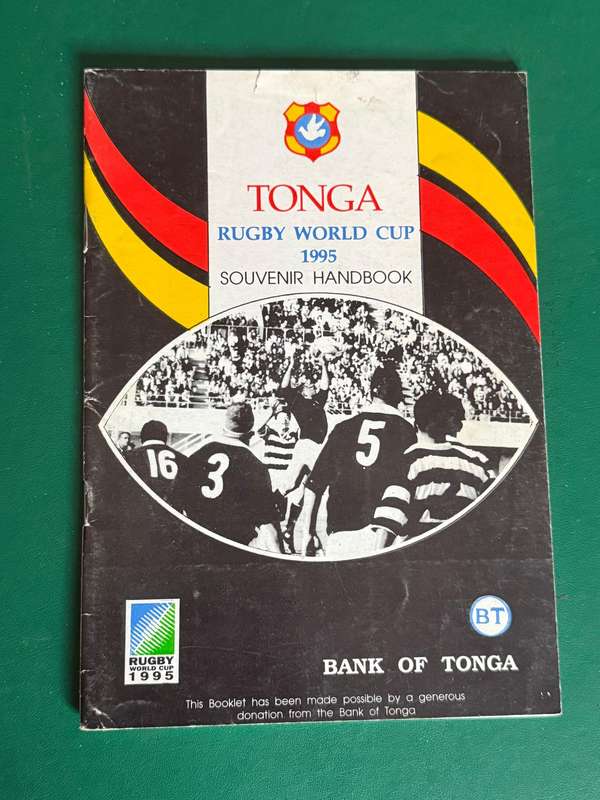 TONGA
RUGBY WORLD CUP
1995
SOUVENIR HANDBOOK
16
3
5
BT
RUGBY
WORLD CUP
1995
BANK OF TONGA
This Booklet has been made possible by a generous
donation from the Bank of Tonga